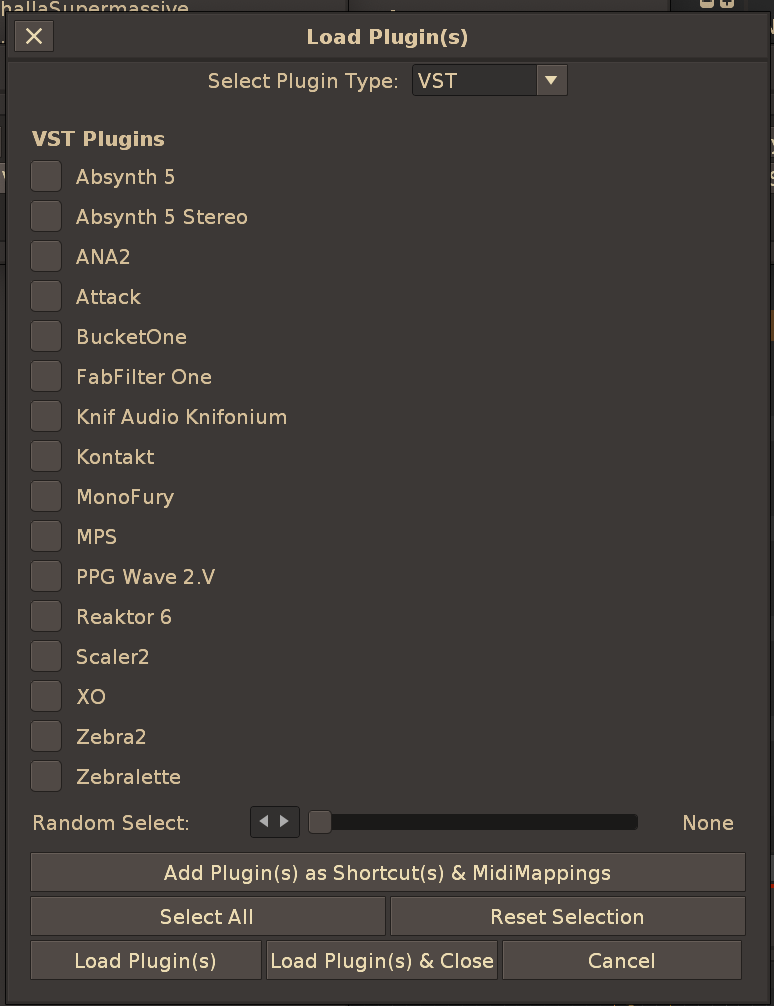 hallaSupermassive
Load Plugin(s)
Select Plugin Type: VST
VST Plugins
Absynth 5
Absynth 5 Stereo
ANA2
Attack
BucketOne
FabFilter One
Knif Audio Knifonium
Kontakt
MonoFury
MPS
PPG Wave 2.V
Reaktor 6
Scaler2
XO
Zebra2
Zebralette
Random Select: None
Add Plugin(s) as Shortcut(s) & MidiMappings
Select All Reset Selection
Load Plugin(s) Load Plugin(s) & Close Cancel